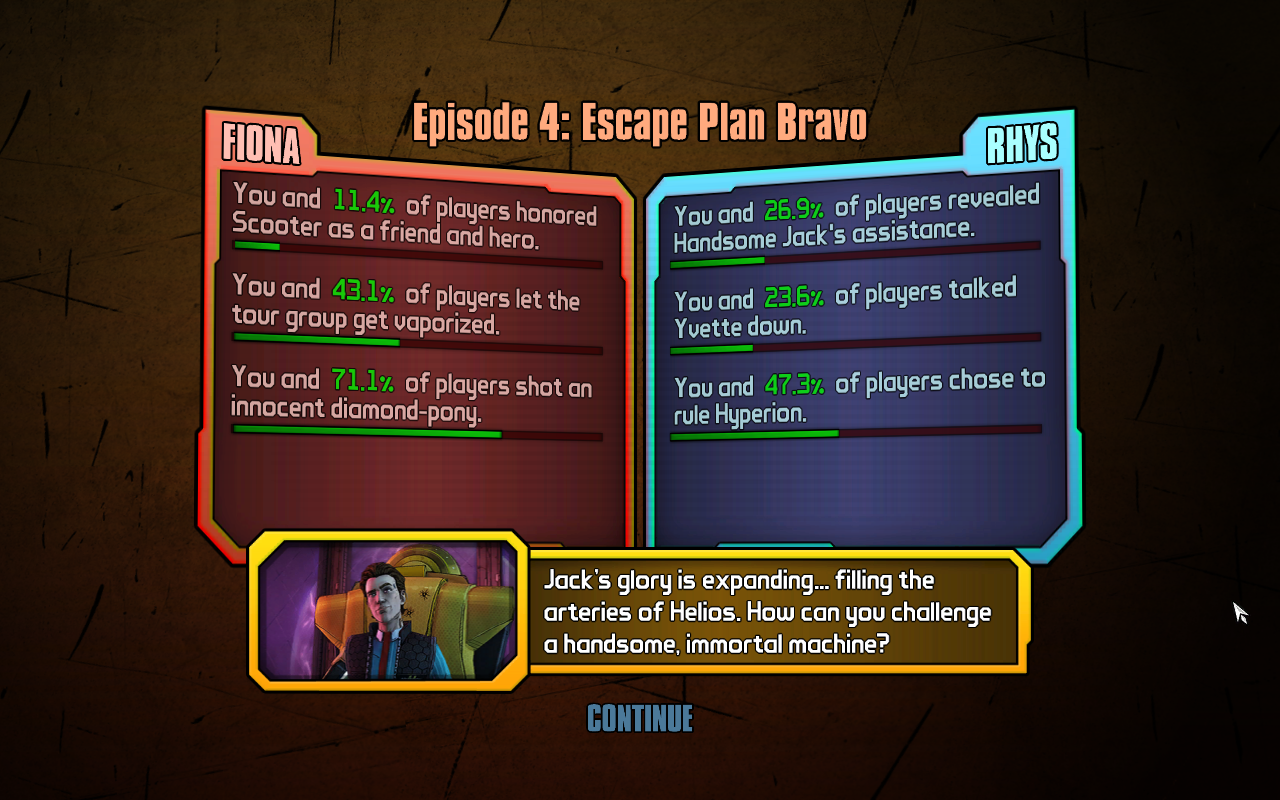 Episode 4: Escape Plan Bravo
FIONA
You and 11.4% of players honored
Scooter as a friend and hero.
You and 43.1% of players let the
tour group get vaporized.
You and 71.1% of players shot an
innocent diamond-pony.
RHYS
You and 26.9% of players revealed
Handsome Jack's assistance.
You and 23.6% of players talked
Yvette down.
You and 47.3% of players chose to
rule Hyperion.
Jack's glory is expanding... filling the
arteries of Helios. How can you challenge
a handsome, immortal machine?
CONTINUE